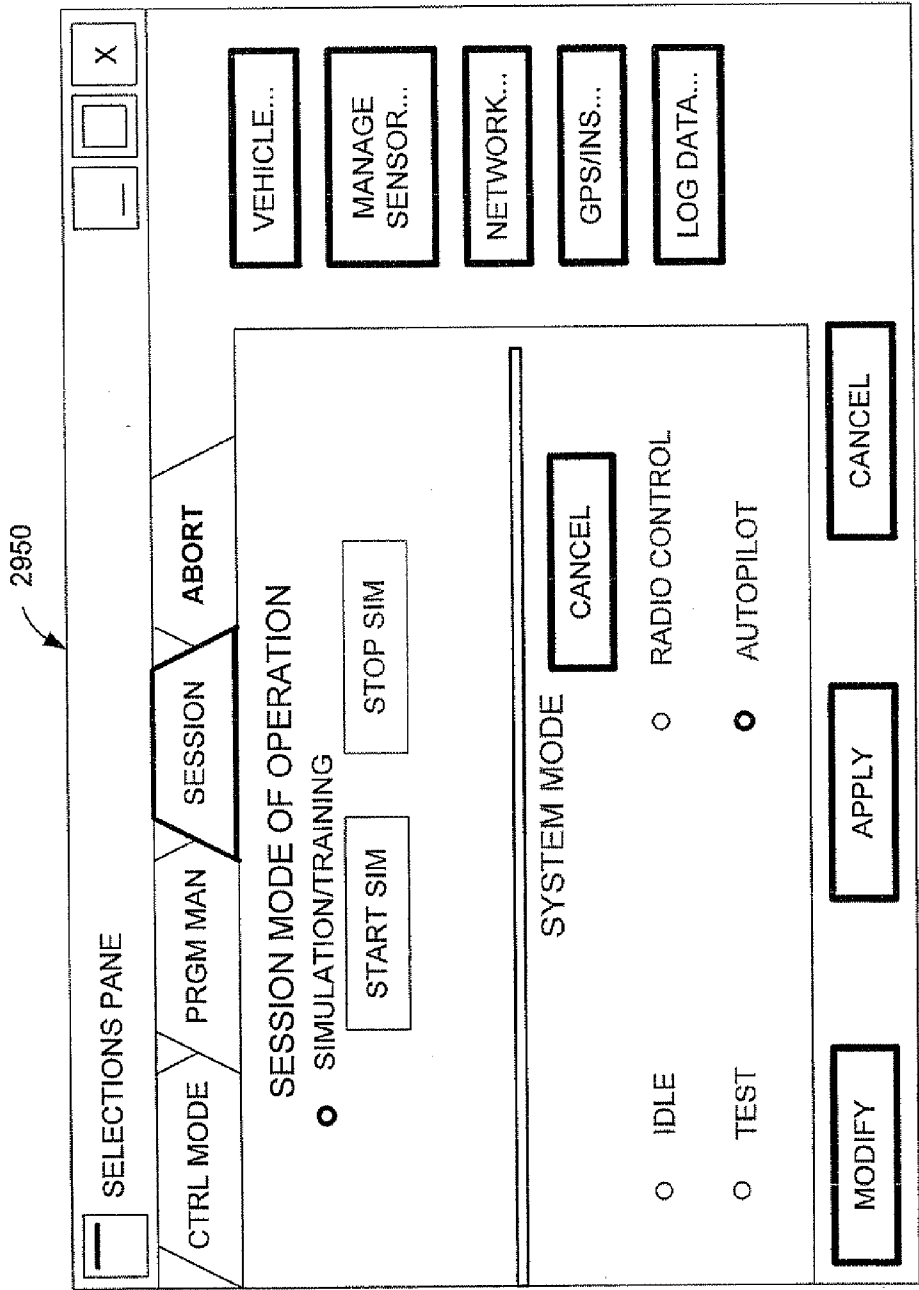 2950
SELECTIONS PANE
X
CTRL MODE
PRGM MAN
SESSION
ABORT
SESSION MODE OF OPERATION
SIMULATION/TRAINING
START SIM
STOP SIM
SYSTEM MODE
CANCEL
IDLE
RADIO CONTROL
TEST
AUTOPILOT
VEHICLE...
MANAGE
SENSOR...
NETWORK...
GPS/INS...
LOG DATA...
MODIFY
APPLY
CANCEL